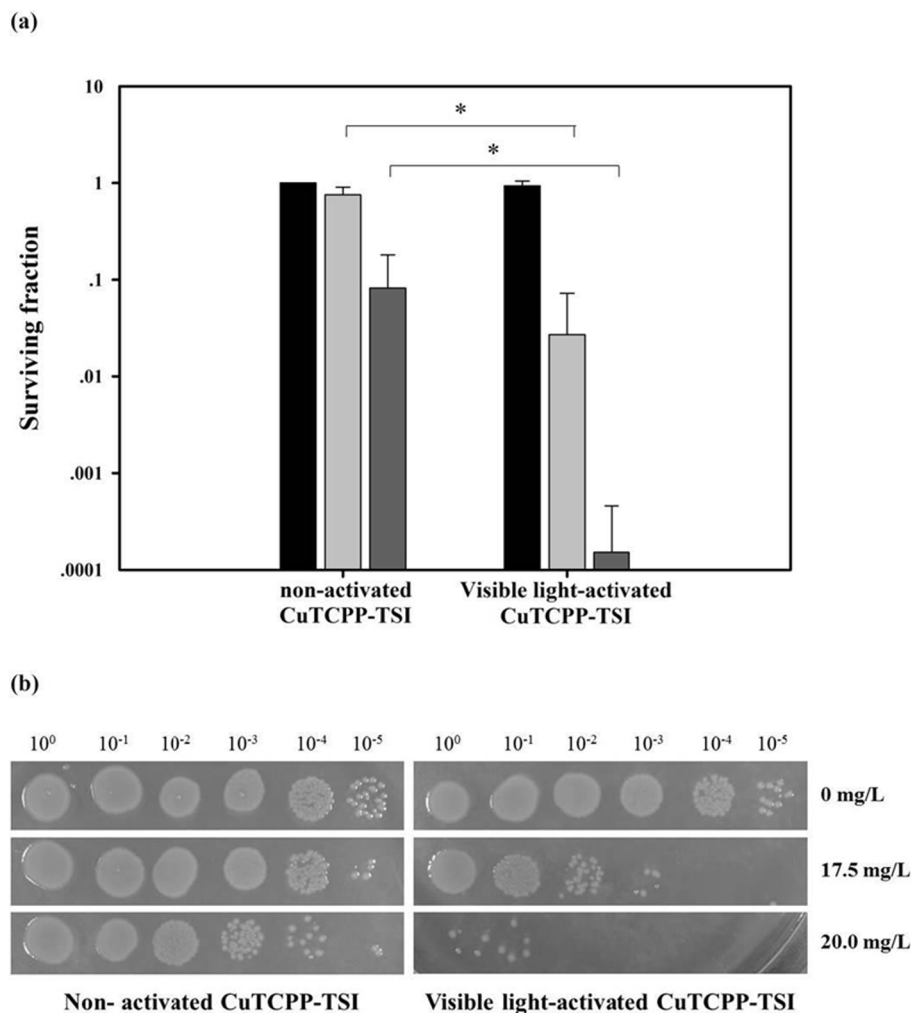 (a)
10
1
.1
.01
.001
.0001
Surviving fraction
*
*
non-activated
CuTCPP-TSI
Visible light-activated
CuTCPP-TSI
(b)
10⁰ 10⁻¹ 10⁻² 10⁻³ 10⁻⁴ 10⁻⁵ 10⁰ 10⁻¹ 10⁻² 10⁻³ 10⁻⁴ 10⁻⁵
0 mg/L
17.5 mg/L
20.0 mg/L
Non- activated CuTCPP-TSI Visible light-activated CuTCPP-TSI